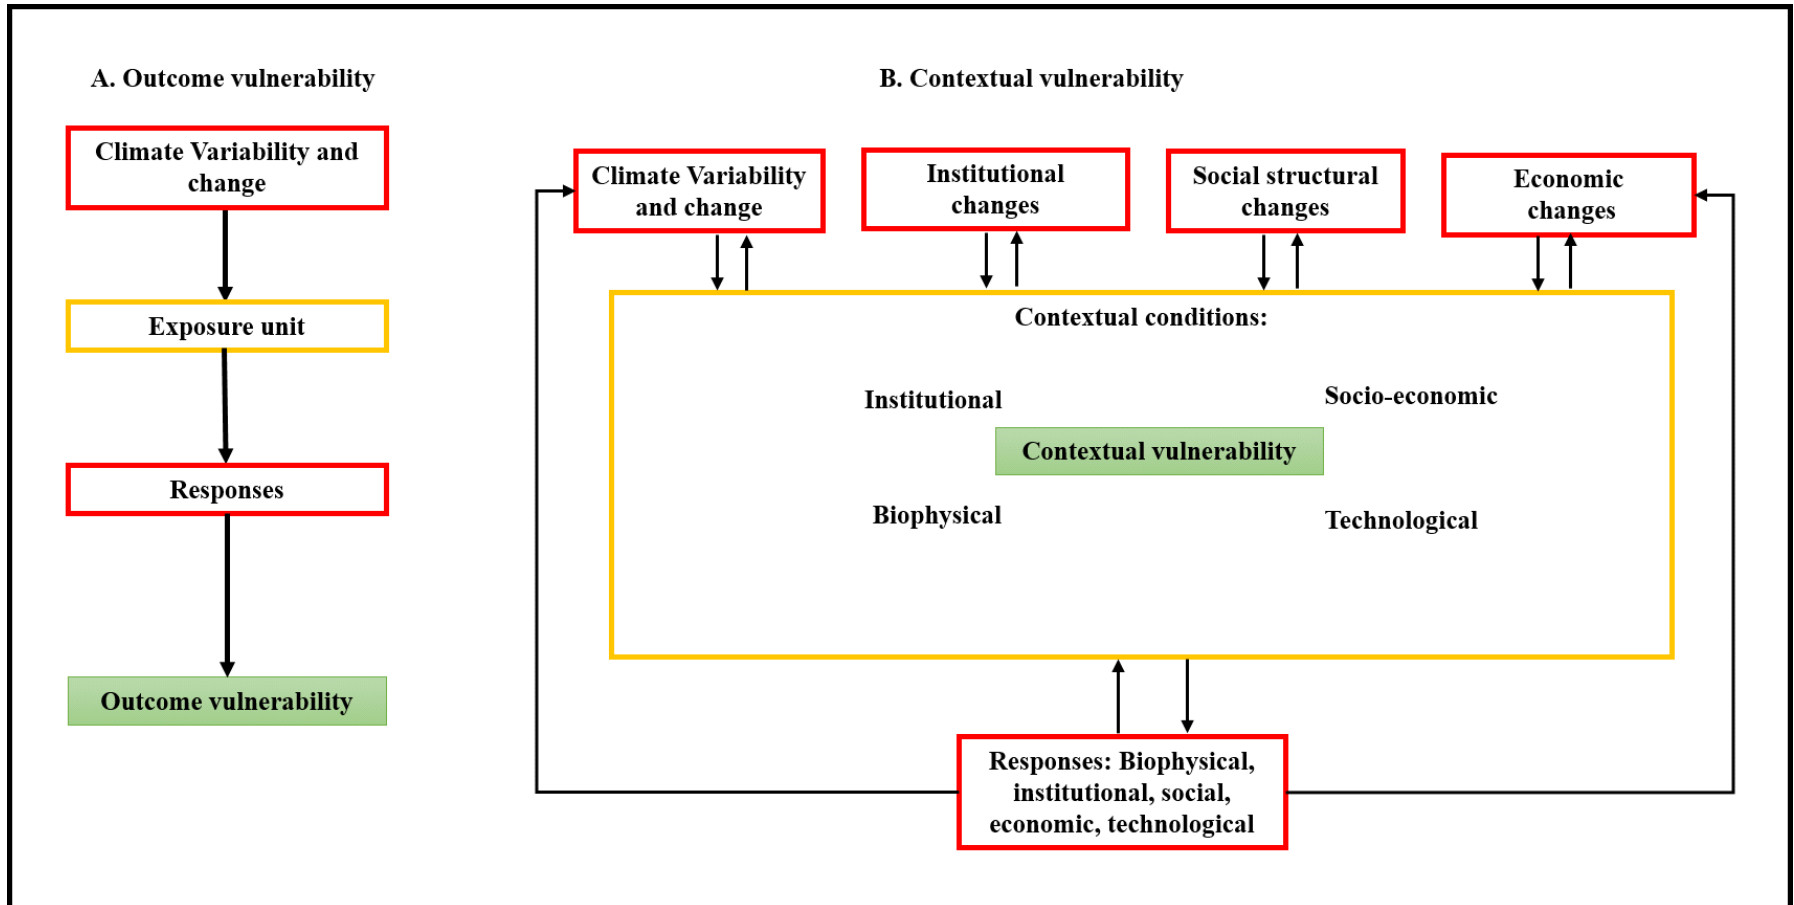 A. Outcome vulnerability
Climate Variability and
change
Exposure unit
Responses
Outcome vulnerability
B. Contextual vulnerability
Climate Variability
and change
Institutional
changes
Social structural
changes
Economic
changes
Contextual conditions:
Institutional
Socio-economic
Contextual vulnerability
Biophysical
Technological
Responses: Biophysical,
institutional, social,
economic, technological